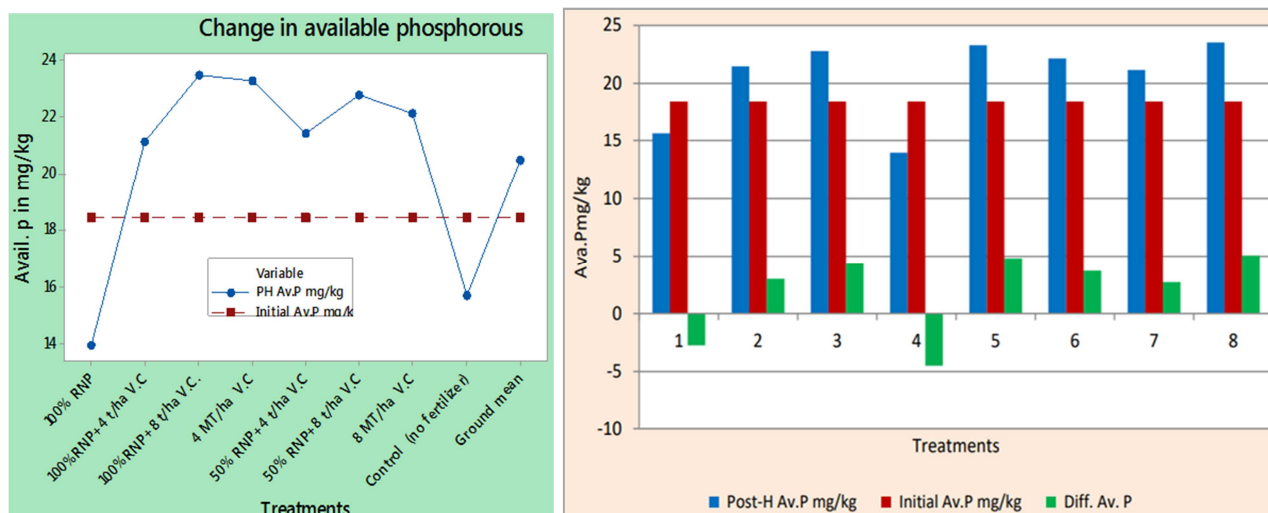 Change in available phosphorous
24
22
20
18
16
14
Avail. p in mg/kg
Variable
PH Av.P mg/kg
Initial Av.P mg/k
100% RNP
100%RNP+4 t/ha V.C
100%RNP+8 t/ha V.C.
4 MT/ha V.C
50% RNP+4 t/ha V.C
50% RNP+8 t/ha V.C
8 MT/ha V.C
Control (no fertilizer)
Ground mean
Treatments
25
20
15
10
5
0
-5
-10
Ava.Pmg/kg
1 2 3 4 5 6 7 8
Treatments
Post-H Av.P mg/kg Initial Av.P mg/kg Diff. Av. P